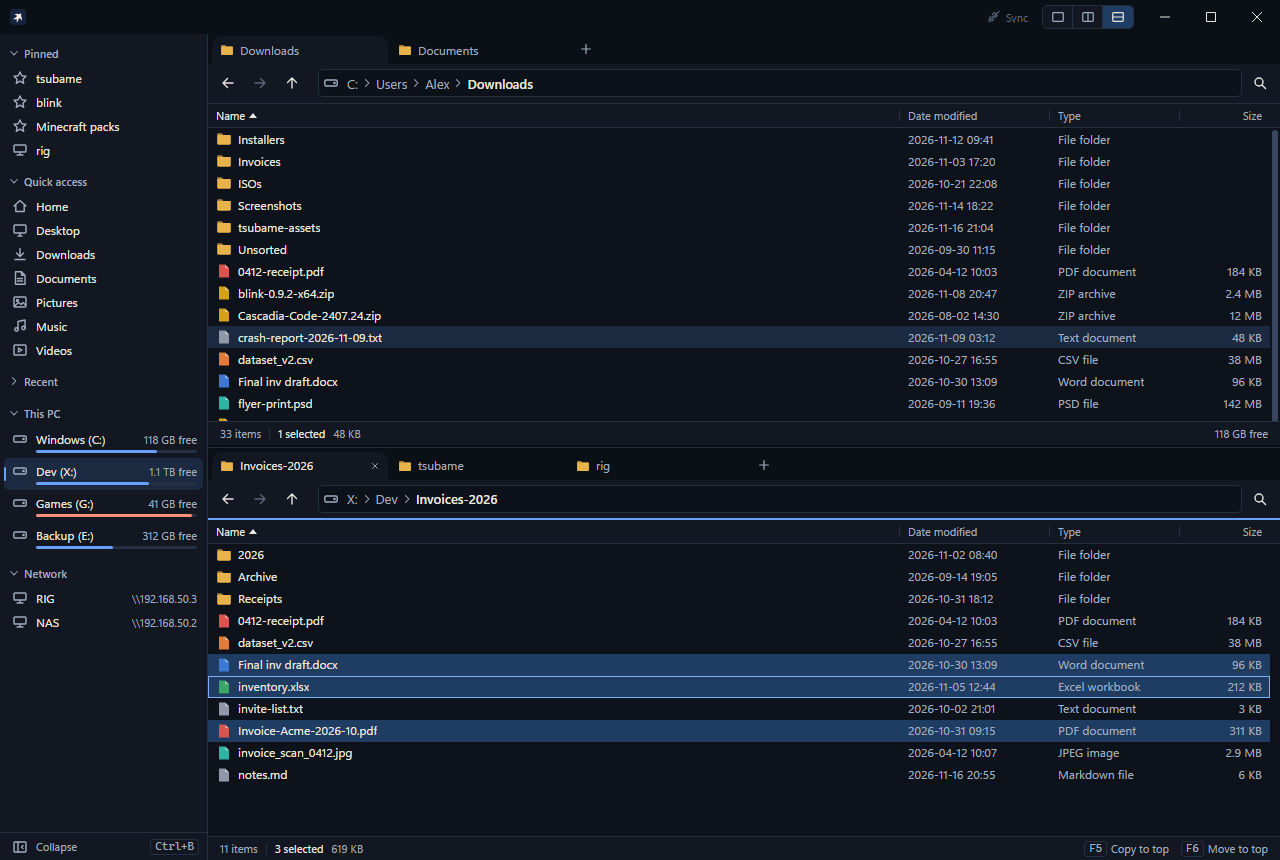 Sync
Pinned
tsubame
blink
Minecraft packs
rig
Quick access
Home
Desktop
Downloads
Documents
Pictures
Music
Videos
Recent
This PC
Windows (C:) 118 GB free
Dev (X:) 1.1 TB free
Games (G:) 41 GB free
Backup (E:) 312 GB free
Network
RIG \\192.168.50.3
NAS \\192.168.50.2
Collapse Ctrl+B
Downloads Documents
C: Users Alex Downloads
Name Date modified Type Size
Installers 2026-11-12 09:41 File folder
Invoices 2026-11-03 17:20 File folder
ISOs 2026-10-21 22:08 File folder
Screenshots 2026-11-14 18:22 File folder
tsubame-assets 2026-11-16 21:04 File folder
Unsorted 2026-09-30 11:15 File folder
0412-receipt.pdf 2026-04-12 10:03 PDF document 184 KB
blink-0.9.2-x64.zip 2026-11-08 20:47 ZIP archive 2.4 MB
Cascadia-Code-2407.24.zip 2026-08-02 14:30 ZIP archive 12 MB
crash-report-2026-11-09.txt 2026-11-09 03:12 Text document 48 KB
dataset_v2.csv 2026-10-27 16:55 CSV file 38 MB
Final inv draft.docx 2026-10-30 13:09 Word document 96 KB
flyer-print.psd 2026-09-11 19:36 PSD file 142 MB
33 items 1 selected 48 KB 118 GB free
Invoices-2026 tsubame rig
X: Dev Invoices-2026
Name Date modified Type Size
2026 2026-11-02 08:40 File folder
Archive 2026-09-14 19:05 File folder
Receipts 2026-10-31 18:12 File folder
0412-receipt.pdf 2026-04-12 10:03 PDF document 184 KB
dataset_v2.csv 2026-10-27 16:55 CSV file 38 MB
Final inv draft.docx 2026-10-30 13:09 Word document 96 KB
inventory.xlsx 2026-11-05 12:44 Excel workbook 212 KB
invite-list.txt 2026-10-02 21:01 Text document 3 KB
Invoice-Acme-2026-10.pdf 2026-10-31 09:15 PDF document 311 KB
invoice_scan_0412.jpg 2026-04-12 10:07 JPEG image 2.9 MB
notes.md 2026-11-16 20:55 Markdown file 6 KB
11 items 3 selected 619 KB F5 Copy to top F6 Move to top